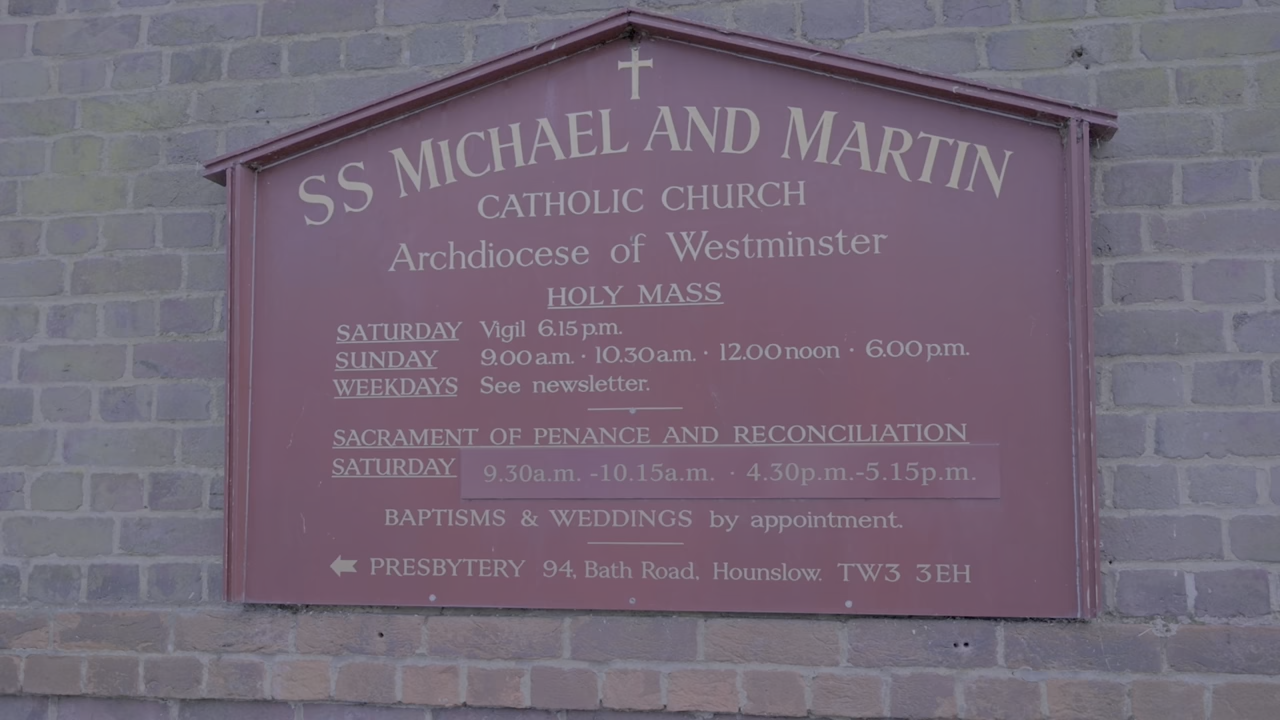 SS MICHAEL AND MARTIN
CATHOLIC CHURCH
Archdiocese of Westminster
HOLY MASS
SATURDAY Vigil 6.15 p.m.
SUNDAY 9.00 a.m. · 10.30 a.m. · 12.00 noon · 6.00 p.m.
WEEKDAYS See newsletter.
SACRAMENT OF PENANCE AND RECONCILIATION
SATURDAY 9.30a.m. -10.15a.m. · 4.30p.m.-5.15p.m.
BAPTISMS & WEDDINGS by appointment.
PRESBYTERY 94, Bath Road, Hounslow. TW3 3EH